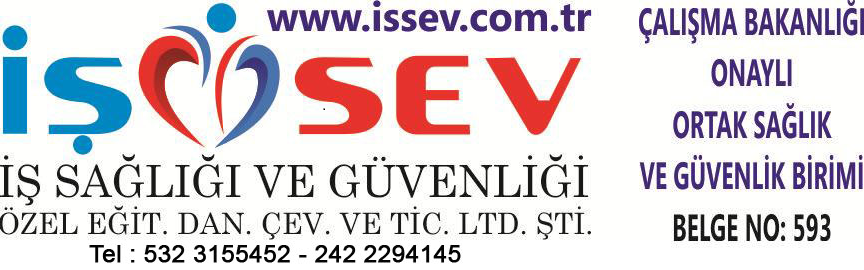 www.issev.com.tr
İŞ SEV
İŞ SAĞLIĞI VE GÜVENLİĞİ
ÖZEL EĞİT. DAN. ÇEV. VE TİC. LTD. ŞTİ.
Tel : 532 3155452 - 242 2294145
ÇALIŞMA BAKANLIĞI
ONAYLI
ORTAK SAĞLIK
VE GÜVENLİK BİRİMİ
BELGE NO: 593